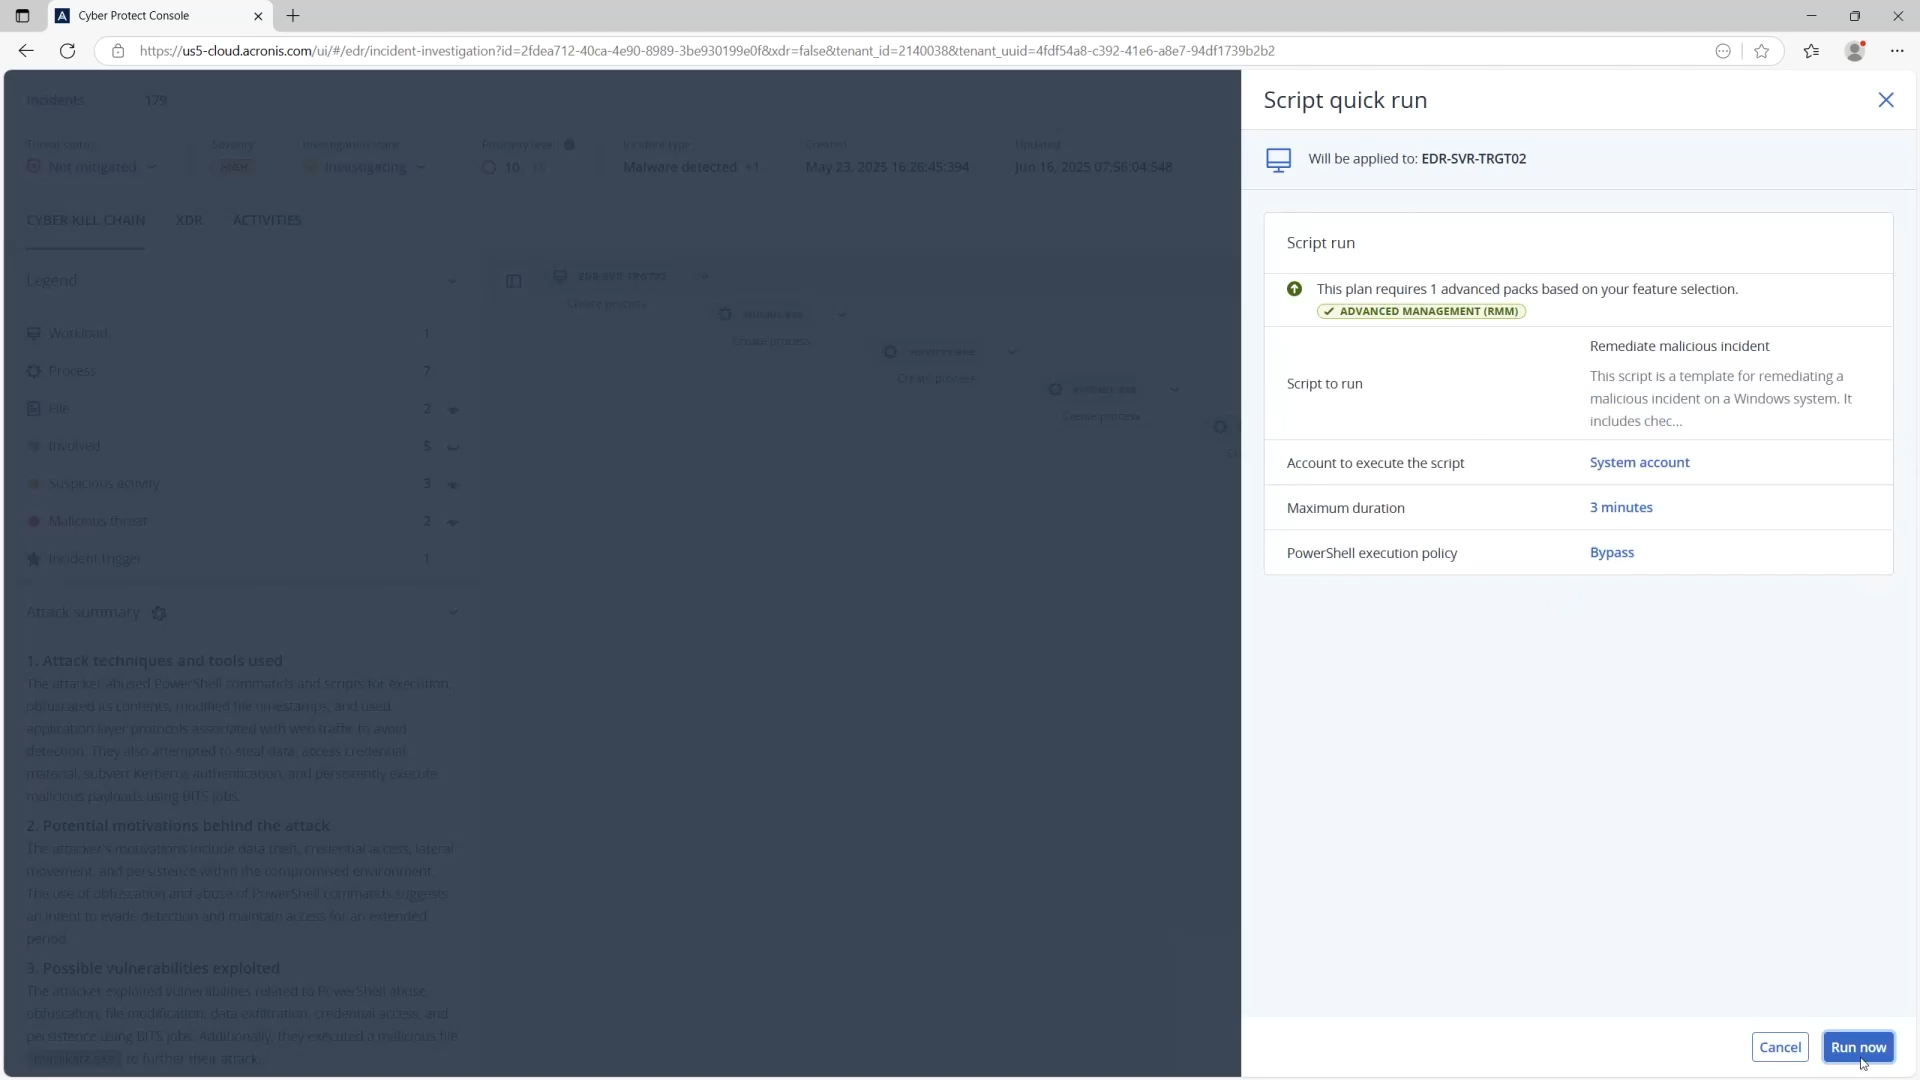 Cyber Protect Console
https://us5-cloud.acronis.com/ui/#/edr/incident-investigation?id=2fdea712-40ca-4e90-8989-3be930199e0f&xdr=false&tenant_id=2140038&tenant_uuid=4fdf54a8-c392-41e6-a8e7-94df1739b2b2
Incidents 179
Threat status Severity Investigation state Positivity level Incident type Created Updated
Not mitigated HIGH Investigating 10 Malware detected +1 May 23, 2025 16:26:45:394 Jun 16, 2025 07:56:04:548
CYBER KILL CHAIN XDR ACTIVITIES
Legend
Workload 1
Process 7
File 2
Involved 5
Suspicious activity 3
Malicious threat 2
Incident trigger 1
EDR-SVR-TRGT02
Create process
Create process
Create process
Create process
Attack summary
1. Attack techniques and tools used
The attacker abused PowerShell commands and scripts for execution,
obfuscated its contents, modified file timestamps, and used
application layer protocols associated with web traffic to avoid
detection. They also attempted to steal data, access credential
material, subvert Kerberos authentication, and persistently execute
malicious payloads using BITS jobs.
2. Potential motivations behind the attack
The attacker's motivations include data theft, credential access, lateral
movement, and persistence within the compromised environment.
The use of obfuscation and abuse of PowerShell commands suggests
an intent to evade detection and maintain access for an extended
period.
3. Possible vulnerabilities exploited
The attacker exploited vulnerabilities related to PowerShell abuse,
obfuscation, file modification, data exfiltration, credential access, and
persistence using BITS jobs. Additionally, they executed a malicious file
to further their attack.
Script quick run
Will be applied to: EDR-SVR-TRGT02
Script run
This plan requires 1 advanced packs based on your feature selection.
ADVANCED MANAGEMENT (RMM)
Script to run
Remediate malicious incident
This script is a template for remediating a
malicious incident on a Windows system. It
includes chec...
Account to execute the script System account
Maximum duration 3 minutes
PowerShell execution policy Bypass
Cancel Run now